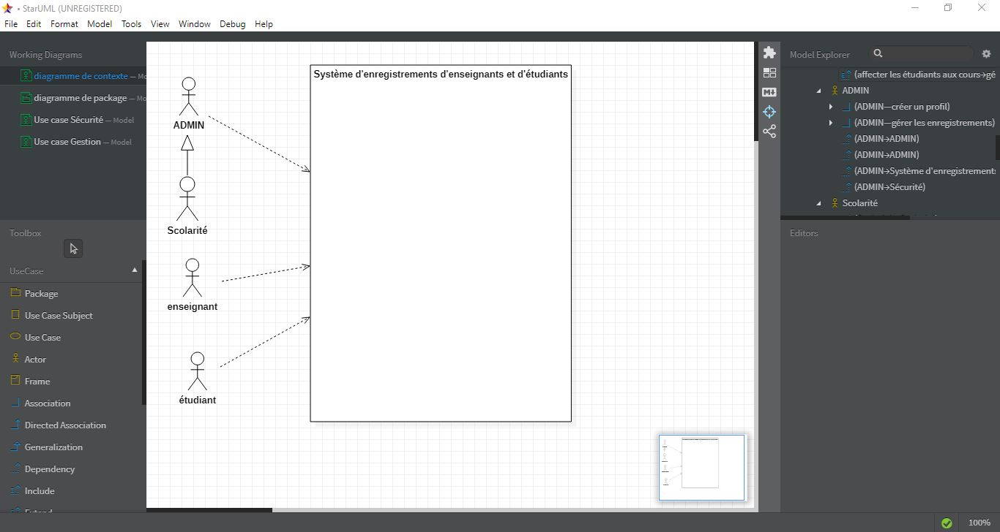 • StarUML (UNREGISTERED)
File Edit Format Model Tools View Window Debug Help
Working Diagrams
diagramme de contexte — Mo
diagramme de package — Mo
Use case Sécurité — Model
Use case Gestion — Model
Toolbox
UseCase
Package
Use Case Subject
Use Case
Actor
Frame
Association
Directed Association
Generalization
Dependency
Include
Extend
Système d'enregistrements d'enseignants et d'étudiants
ADMIN
Scolarité
enseignant
étudiant
Model Explorer
(affecter les étudiants aux cours→gé
ADMIN
(ADMIN—créer un profil)
(ADMIN—gérer les enregistrements)
(ADMIN→ADMIN)
(ADMIN→ADMIN)
(ADMIN→Système d'enregistrements
(ADMIN→Sécurité)
Scolarité
Editors
100%